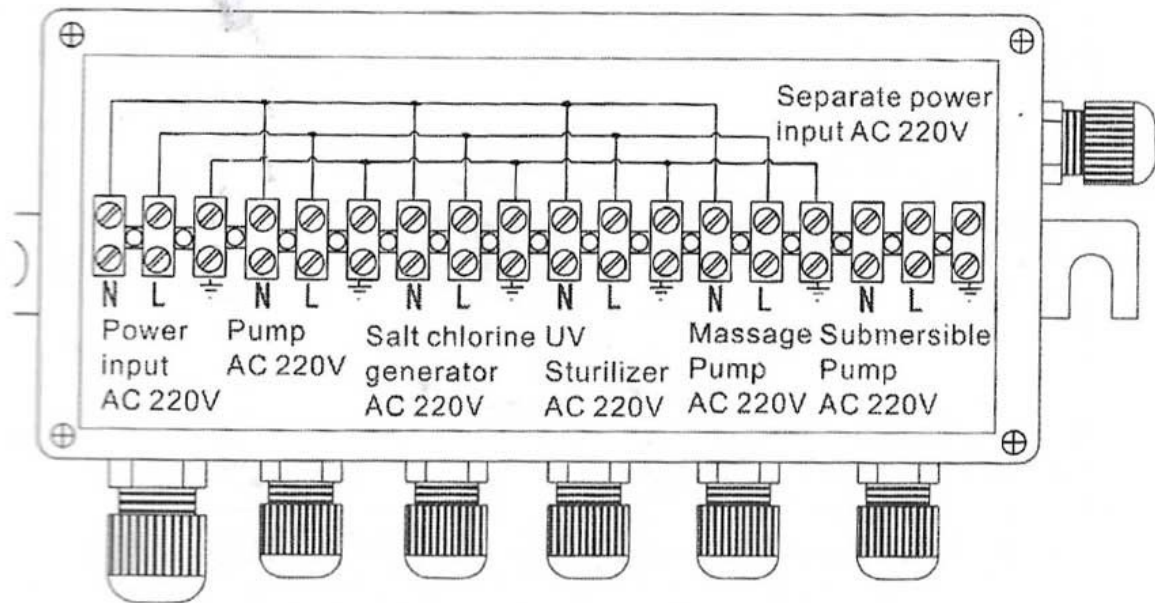 Separate power
input AC 220V
N L N L N L N L N L N L
Power
input
AC 220V
Pump
AC 220V
Salt chlorine
generator
AC 220V
UV
Sturilizer
AC 220V
Massage
Pump
AC 220V
Submersible
Pump
AC 220V